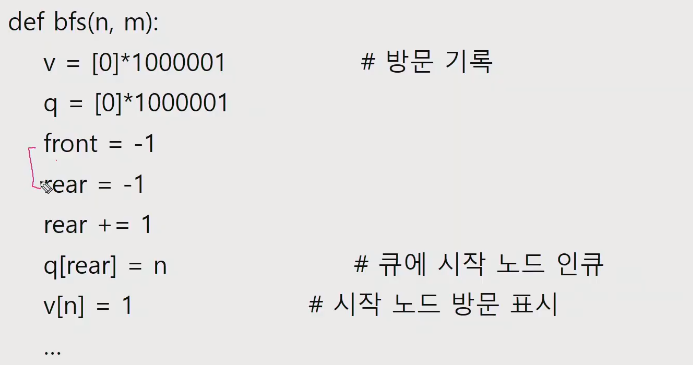 def bfs(n, m):
v = [0]*1000001 # 방문 기록
q = [0]*1000001
front = -1
rear = -1
rear += 1
q[rear] = n # 큐에 시작 노드 인큐
v[n] = 1 # 시작 노드 방문 표시
...